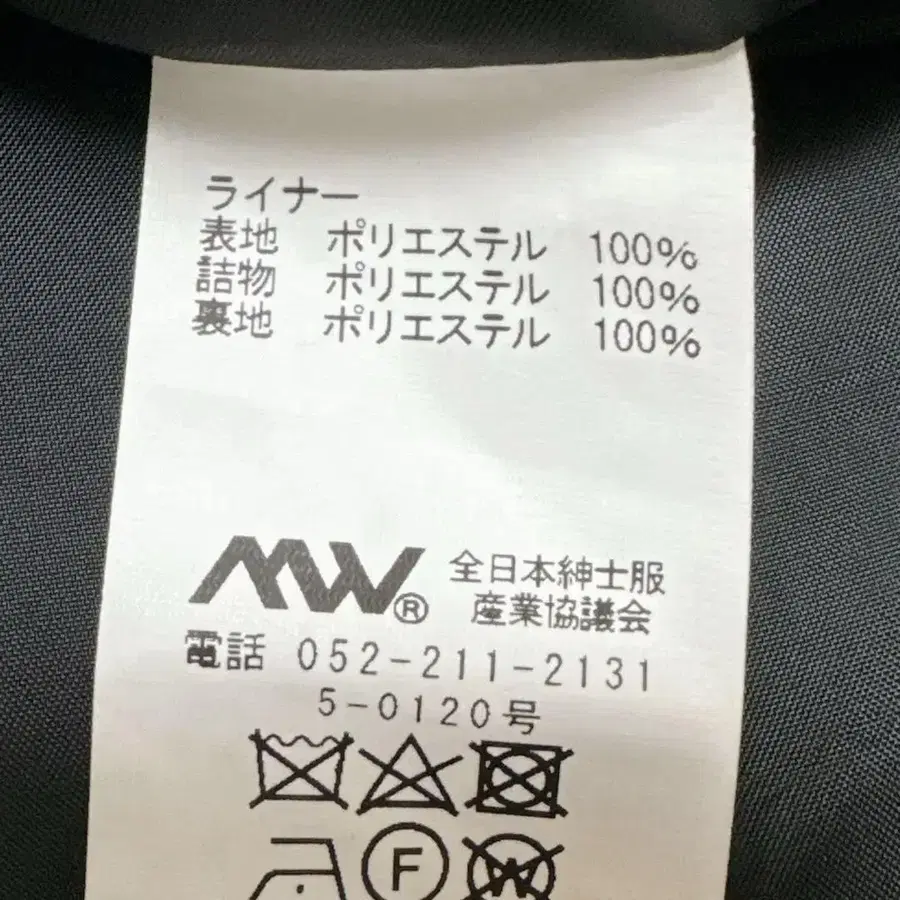 ライナー
表地 ポリエステル 100%
詰物 ポリエステル 100%
裏地 ポリエステル 100%
MW® 全日本紳士服
産業協議会
電話 052-211-2131
5-0120号
F
W